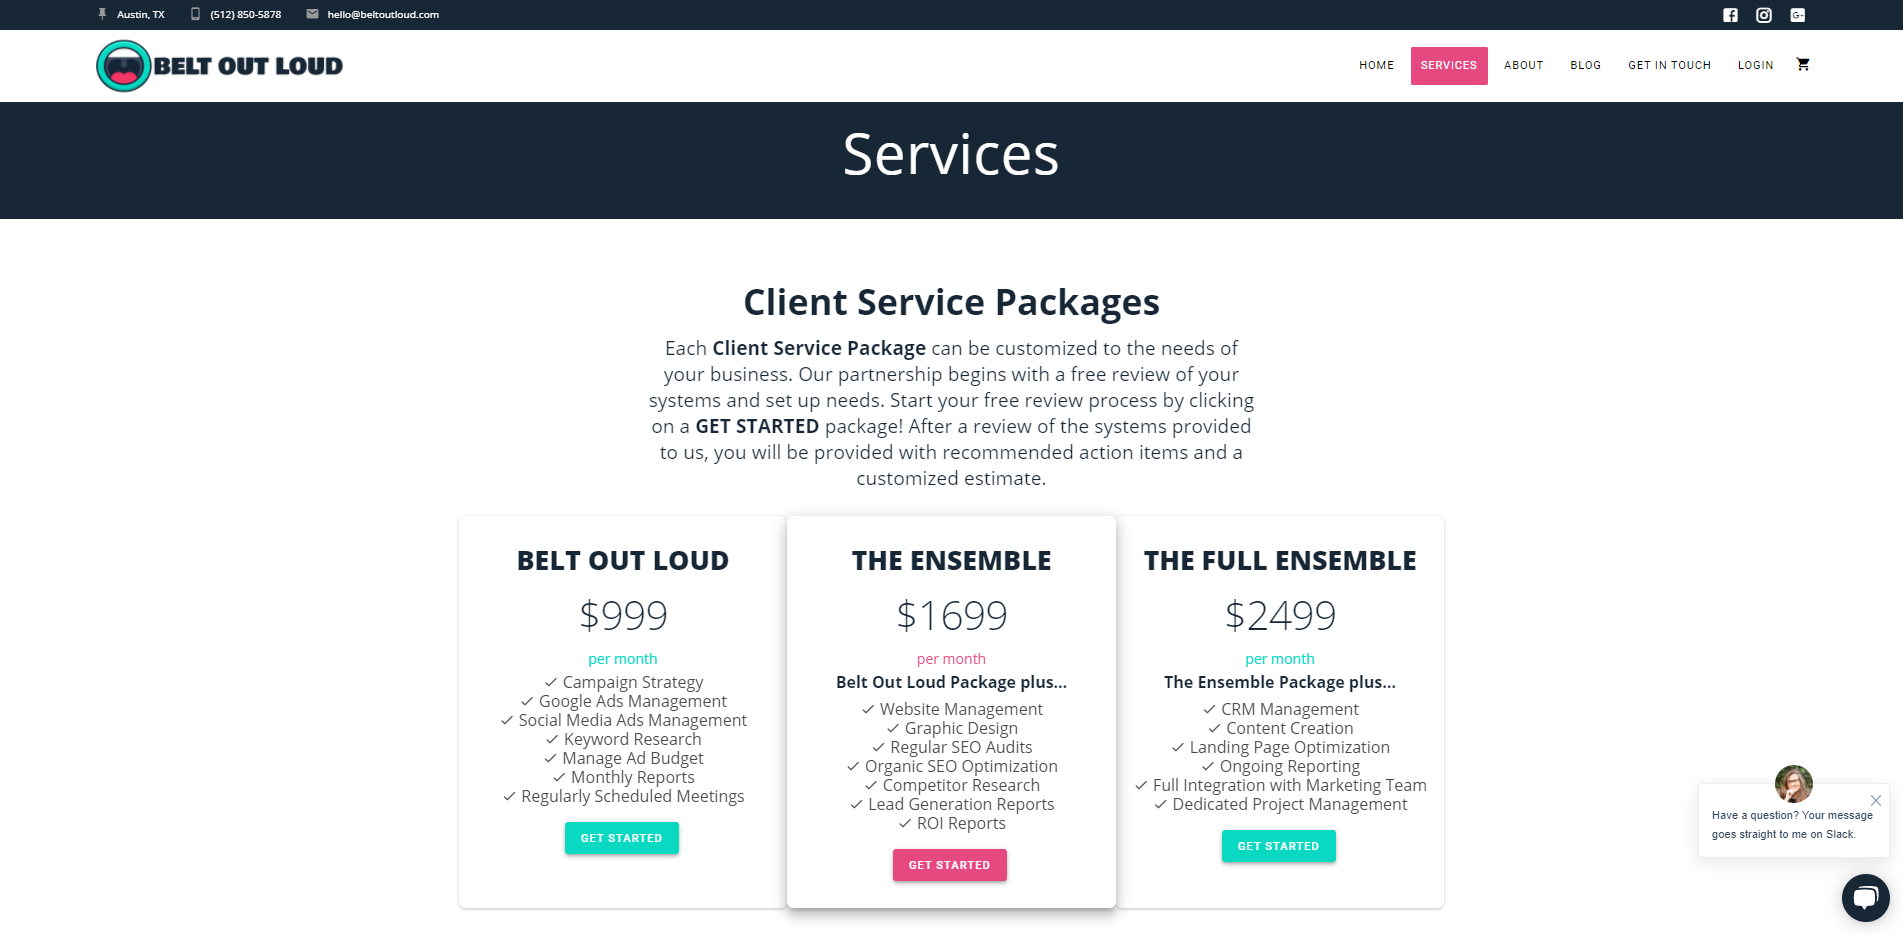 Austin, TX
(512) 850-5878
hello@beltoutloud.com
BELT OUT LOUD
HOME
SERVICES
ABOUT
BLOG
GET IN TOUCH
LOGIN
Services
Client Service Packages
Each Client Service Package can be customized to the needs of
your business. Our partnership begins with a free review of your
systems and set up needs. Start your free review process by clicking
on a GET STARTED package! After a review of the systems provided
to us, you will be provided with recommended action items and a
customized estimate.
BELT OUT LOUD
$999
per month
Campaign Strategy
Google Ads Management
Social Media Ads Management
Keyword Research
Manage Ad Budget
Monthly Reports
Regularly Scheduled Meetings
GET STARTED
THE ENSEMBLE
$1699
per month
Belt Out Loud Package plus...
Website Management
Graphic Design
Regular SEO Audits
Organic SEO Optimization
Competitor Research
Lead Generation Reports
ROI Reports
GET STARTED
THE FULL ENSEMBLE
$2499
per month
The Ensemble Package plus...
CRM Management
Content Creation
Landing Page Optimization
Ongoing Reporting
Full Integration with Marketing Team
Dedicated Project Management
GET STARTED
Have a question? Your message
goes straight to me on Slack.